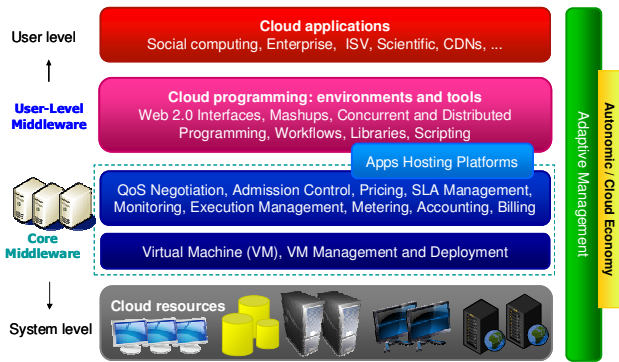 User level
Cloud applications
Social computing, Enterprise, ISV, Scientific, CDNs, ...
User-Level
Middleware
Cloud programming: environments and tools
Web 2.0 Interfaces, Mashups, Concurrent and Distributed
Programming, Workflows, Libraries, Scripting
Apps Hosting Platforms
QoS Negotiation, Admission Control, Pricing, SLA Management,
Monitoring, Execution Management, Metering, Accounting, Billing
Core
Middleware
Virtual Machine (VM), VM Management and Deployment
Cloud resources
System level
Adaptive Management
Autonomic / Cloud Economy